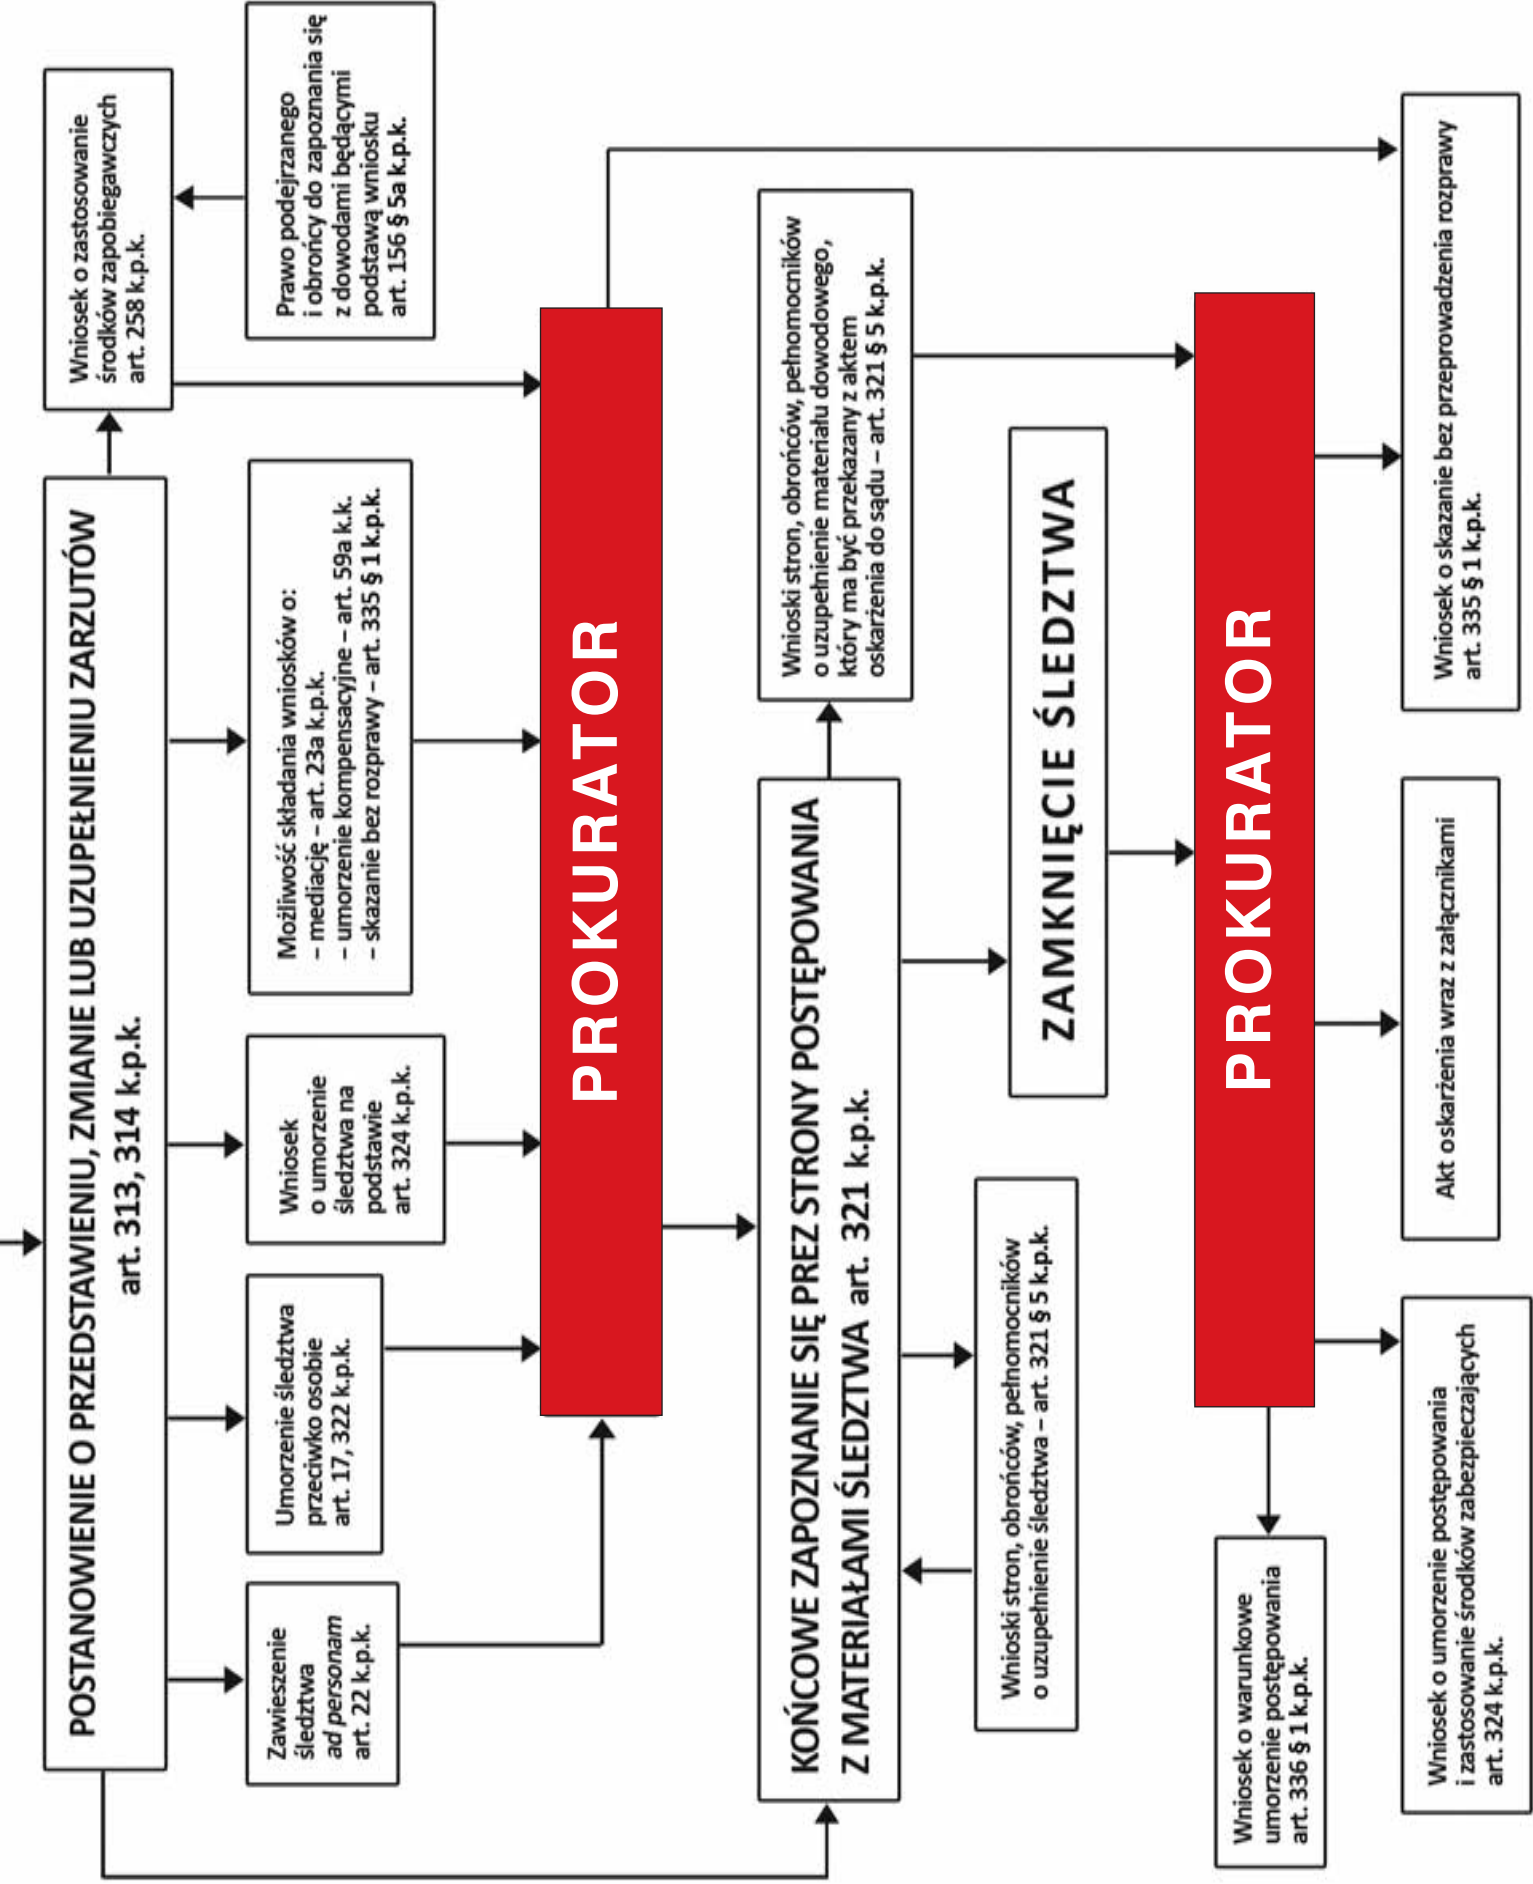 POSTANOWIENIE O PRZEDSTAWIENIU, ZMIANIE LUB UZUPEŁNIENIU ZARZUTÓW
art. 313, 314 k.p.k.
Wniosek o zastosowanie
środków zapobiegawczych
art. 258 k.p.k.
Zawieszenie
śledztwa
ad personam
art. 22 k.p.k.
Umorzenie śledztwa
przeciwko osobie
art. 17, 322 k.p.k.
Wniosek
o umorzenie
śledztwa na
podstawie
art. 324 k.p.k.
Możliwość składania wniosków o:
– mediację – art. 23a k.p.k.
– umorzenie kompensacyjne – art. 59a k.k.
– skazanie bez rozprawy – art. 335 § 1 k.p.k.
Prawo podejrzanego
i obrońcy do zapoznania się
z dowodami będącymi
podstawą wniosku
art. 156 § 5a k.p.k.
PROKURATOR
KOŃCOWE ZAPOZNANIE SIĘ PREZ STRONY POSTĘPOWANIA
Z MATERIAŁAMI ŚLEDZTWA art. 321 k.p.k.
Wnioski stron, obrońców, pełnomocników
o uzupełnienie materiału dowodowego,
który ma być przekazany z aktem
oskarżenia do sądu – art. 321 § 5 k.p.k.
Wnioski stron, obrońców, pełnomocników
o uzupełnienie śledztwa – art. 321 § 5 k.p.k.
ZAMKNIĘCIE ŚLEDZTWA
PROKURATOR
Wniosek o warunkowe
umorzenie postępowania
art. 336 § 1 k.p.k.
Wniosek o umorzenie postępowania
i zastosowanie środków zabezpieczających
art. 324 k.p.k.
Akt oskarżenia wraz z załącznikami
Wniosek o skazanie bez przeprowadzenia rozprawy
art. 335 § 1 k.p.k.